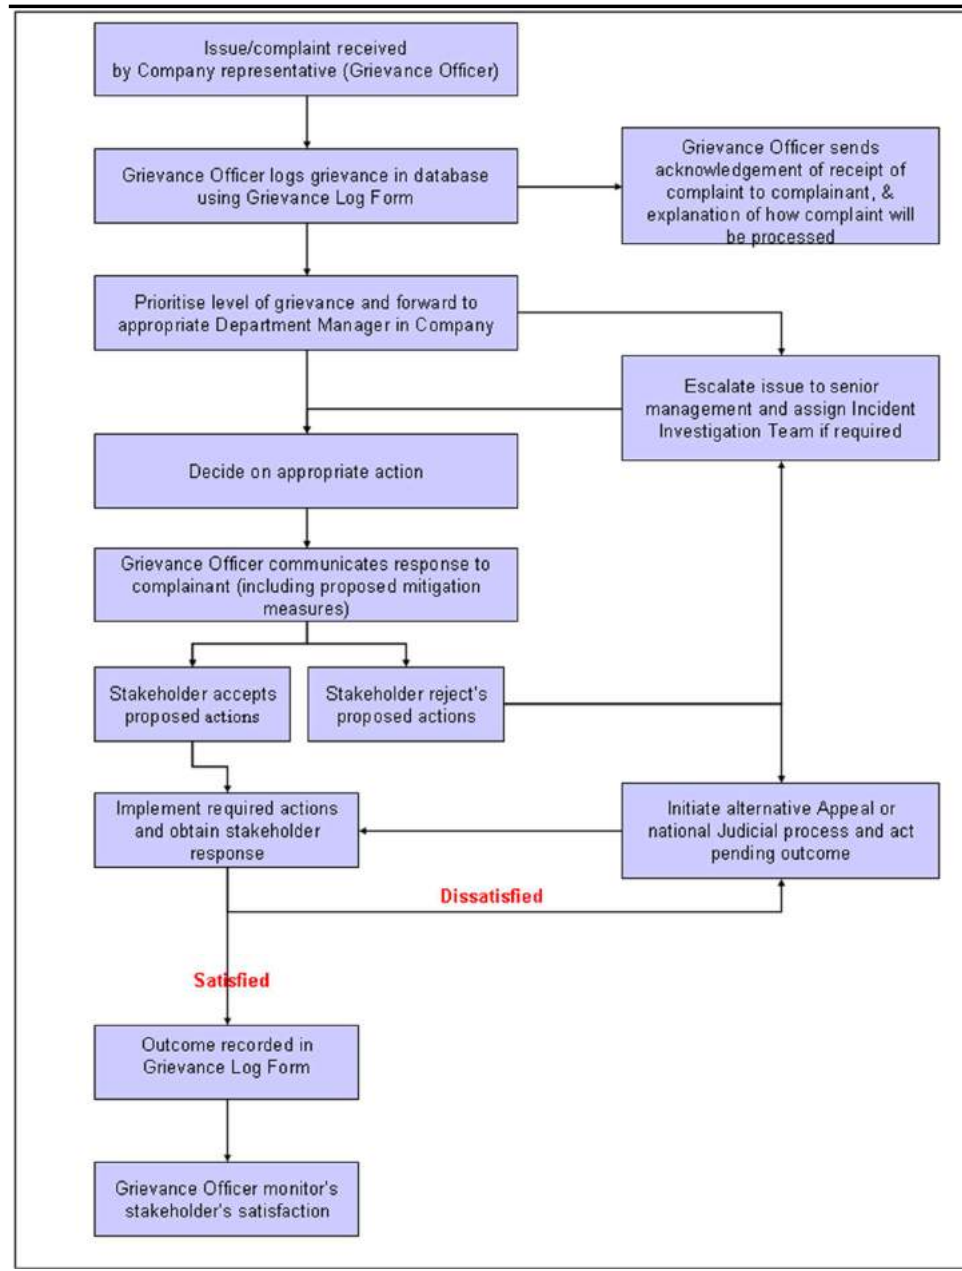 Issue/complaint received
by Company representative (Grievance Officer)
Grievance Officer logs grievance in database
using Grievance Log Form
Grievance Officer sends
acknowledgement of receipt of
complaint to complainant, &
explanation of how complaint will
be processed
Prioritise level of grievance and forward to
appropriate Department Manager in Company
Escalate issue to senior
management and assign Incident
Investigation Team if required
Decide on appropriate action
Grievance Officer communicates response to
complainant (including proposed mitigation
measures)
Stakeholder accepts
proposed actions
Stakeholder reject's
proposed actions
Implement required actions
and obtain stakeholder
response
Initiate alternative Appeal or
national Judicial process and act
pending outcome
Dissatisfied
Satisfied
Outcome recorded in
Grievance Log Form
Grievance Officer monitor's
stakeholder's satisfaction